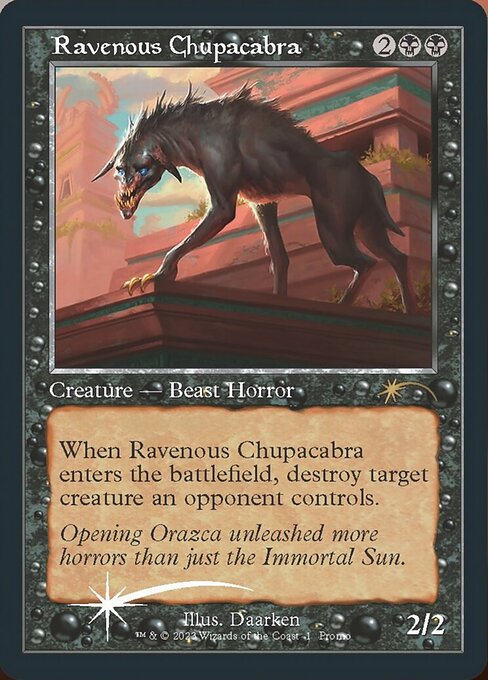 Ravenous Chupacabra 2
Creature — Beast Horror
When Ravenous Chupacabra
enters the battlefield, destroy target
creature an opponent controls.
Opening Orazca unleashed more
horrors than just the Immortal Sun.
Illus. Daarken
™ & © 2022 Wizards of the Coast 1 Promo
2/2